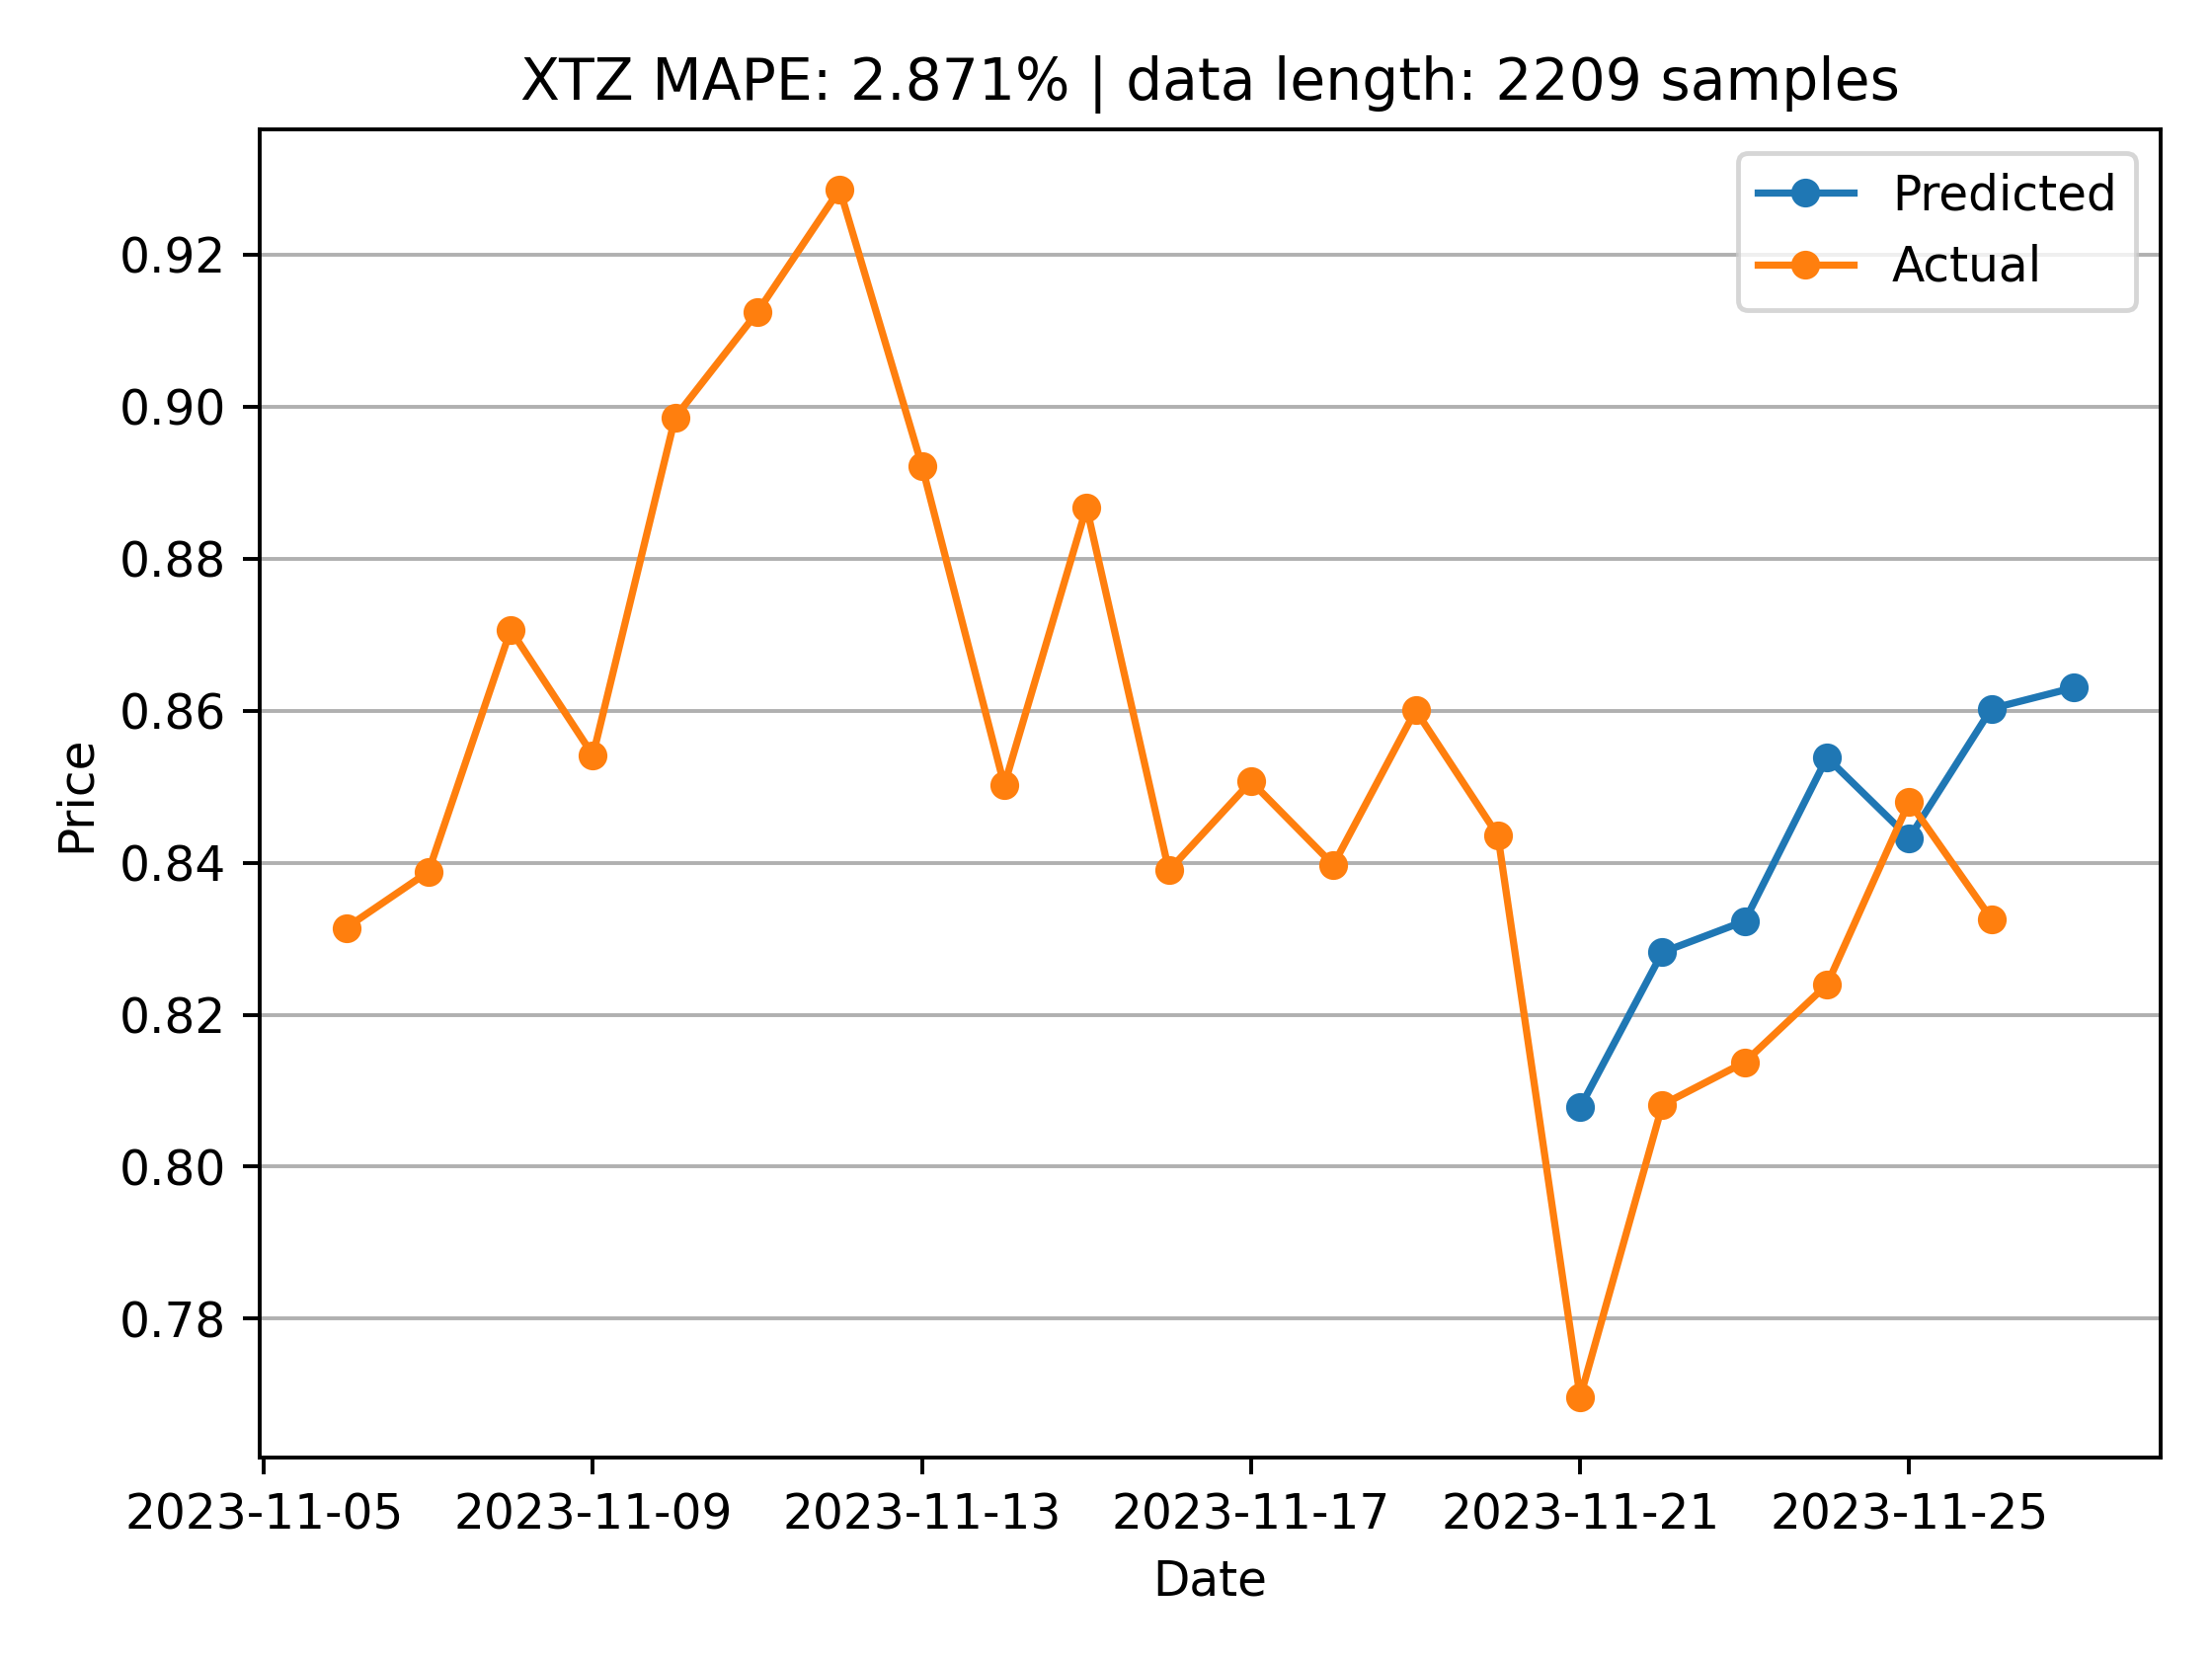 XTZ MAPE: 2.871% | data length: 2209 samples
Predicted
Actual
0.92
0.90
0.88
0.86
0.84
0.82
0.80
0.78
Price
2023-11-05 2023-11-09 2023-11-13 2023-11-17 2023-11-21 2023-11-25
Date